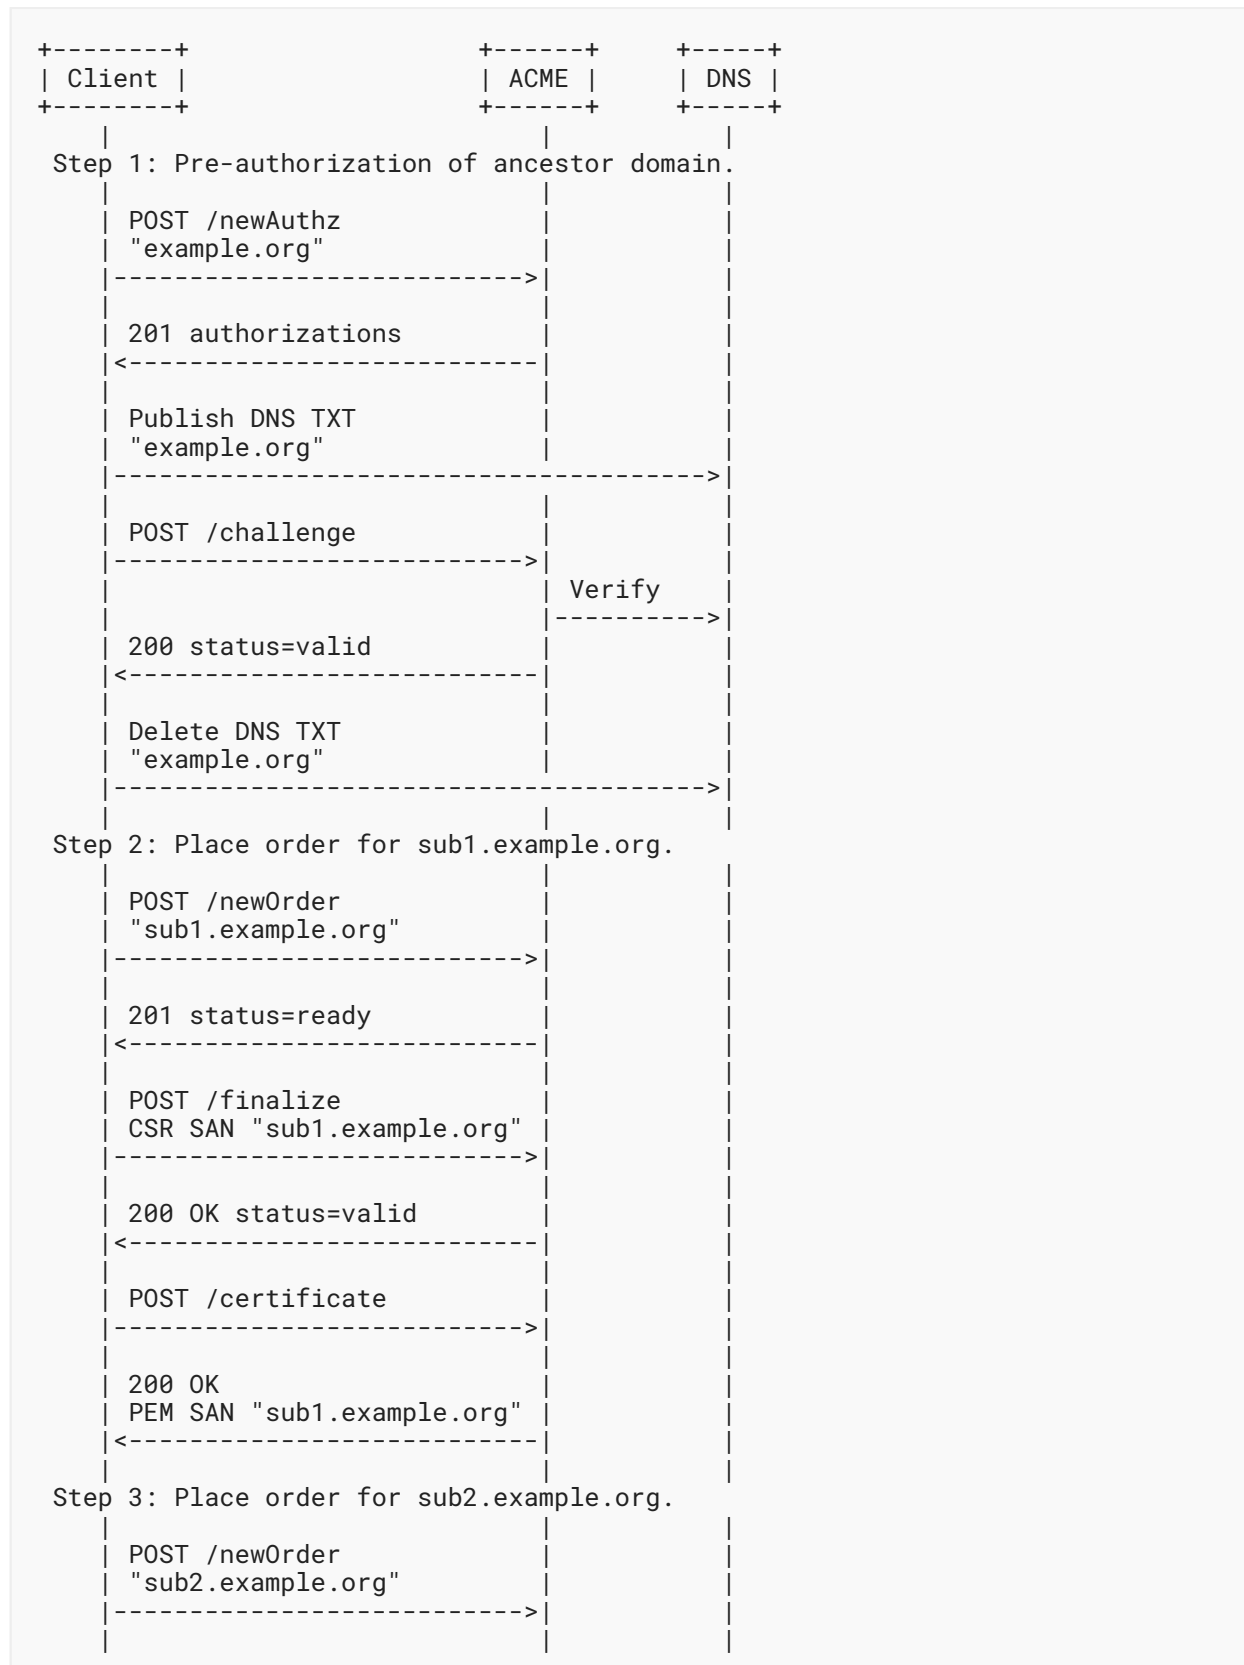 +--------+                   +------+     +-----+
| Client |                   | ACME |     | DNS |
+--------+                   +------+     +-----+
    |                            |           |
 Step 1: Pre-authorization of ancestor domain.
    |                            |           |
    | POST /newAuthz             |           |
    | "example.org"              |           |
    |--------------------------->|           |
    |                            |           |
    | 201 authorizations         |           |
    |<---------------------------|           |
    |                            |           |
    | Publish DNS TXT            |           |
    | "example.org"              |           |
    |--------------------------------------->|
    |                            |           |
    | POST /challenge            |           |
    |--------------------------->|           |
    |                            | Verify    |
    |                            |---------->|
    | 200 status=valid           |           |
    |<---------------------------|           |
    |                            |           |
    | Delete DNS TXT             |           |
    | "example.org"              |           |
    |--------------------------------------->|
    |                            |           |
 Step 2: Place order for sub1.example.org.
    |                            |           |
    | POST /newOrder             |           |
    | "sub1.example.org"         |           |
    |--------------------------->|           |
    |                            |           |
    | 201 status=ready           |           |
    |<---------------------------|           |
    |                            |           |
    | POST /finalize             |           |
    | CSR SAN "sub1.example.org" |           |
    |--------------------------->|           |
    |                            |           |
    | 200 OK status=valid        |           |
    |<---------------------------|           |
    |                            |           |
    | POST /certificate          |           |
    |--------------------------->|           |
    |                            |           |
    | 200 OK                     |           |
    | PEM SAN "sub1.example.org" |           |
    |<---------------------------|           |
    |                            |           |
 Step 3: Place order for sub2.example.org.
    |                            |           |
    | POST /newOrder             |           |
    | "sub2.example.org"         |           |
    |--------------------------->|           |
    |                            |           |